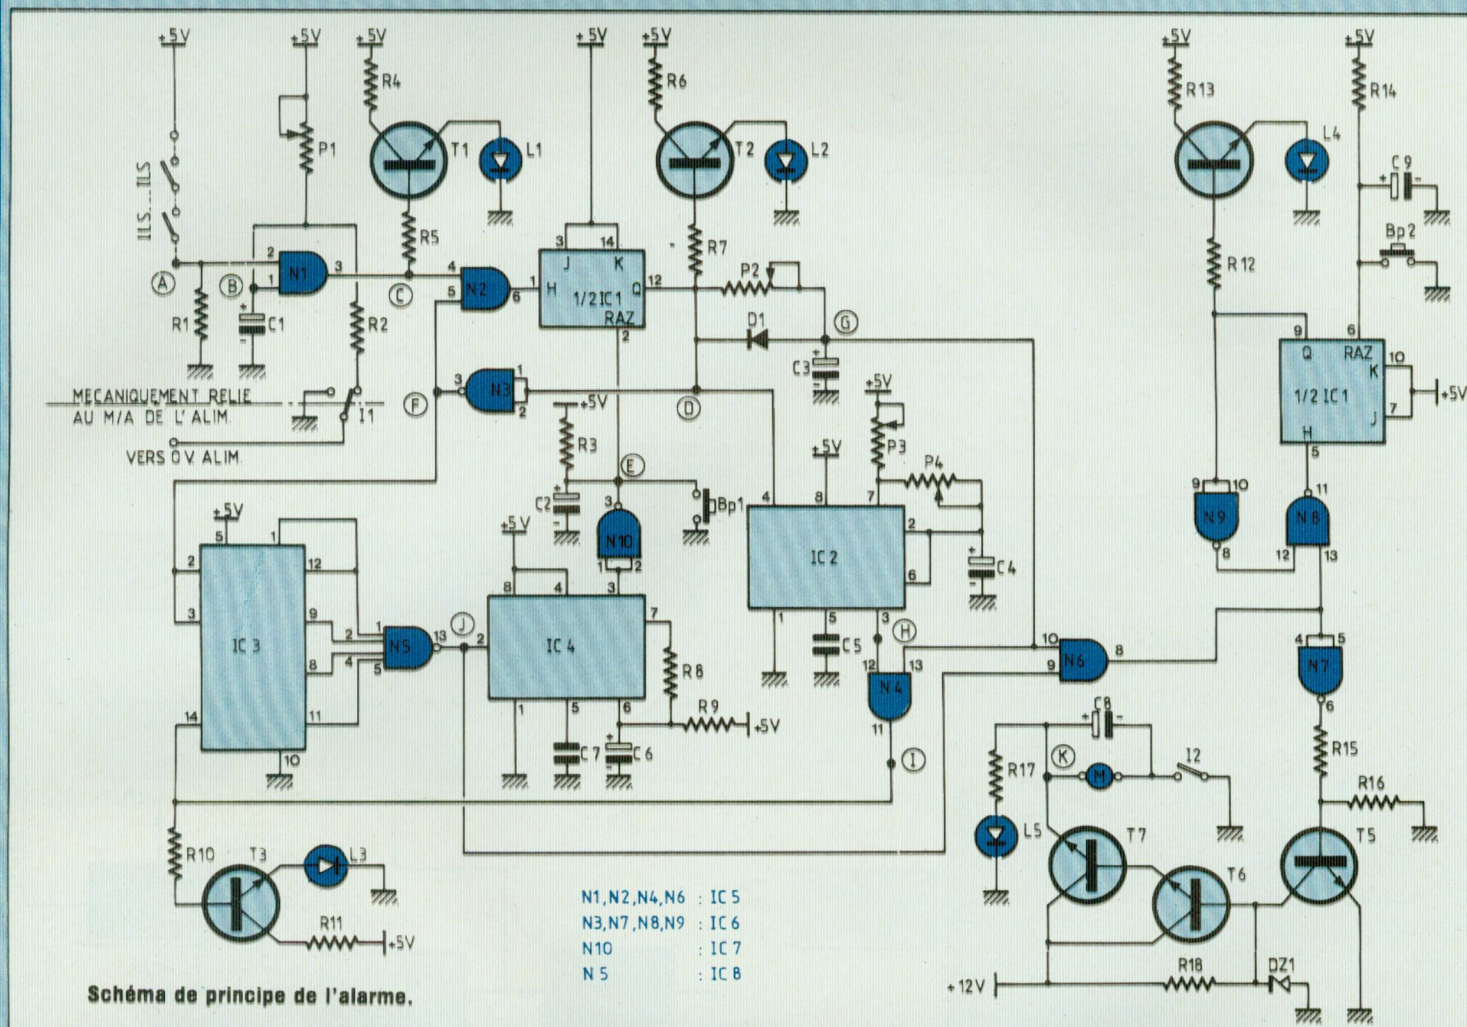 +5V +5V +5V +5V +5V +5V +5V
R4 R6 R13 R14
P1 T1 L1 T2 L2 L4 C9
ILS....ILS
R5 R7 R12 Bp2
A 2 N1 3 B 1 C 4 N2 5 6
3 14 J K 1 H 1/2 IC1 Q 12 RAZ 2
P2 D1 G C3
R1 C1 R2
9 6 Q RAZ 10 K 1/2 IC1 J 7 H 5 +5V
MECANIQUEMENT RELIE
AU M/A DE L'ALIM.
I1
VERS 0V ALIM.
F 3 N3 1 2 D
+5V R3 E C2 3 N10 1 2 Bp1
+5V P3 P4 +5V
4 8 7 2 IC2 6 C4 1 5 3 C5 H
9 10 N9 8 11 N8 12 13
+5V 5 1 2 12 3 9 IC3 8 14 11 10
1 2 N5 4 5 13 J
+5V 8 4 3 2 IC4 7 1 5 6 R8 R9 +5V C7 C6
12 13 N4 11 I
10 N6 9 8
4 5 N7 6
C8 R17 K M I2 R15 R16
L5 T7 T6 T5
R10 T3 L3 R11 +5V
N1,N2,N4,N6 : IC5
N3,N7,N8,N9 : IC6
N10 : IC7
N5 : IC8
+12V R18 DZ1
Schéma de principe de l'alarme.